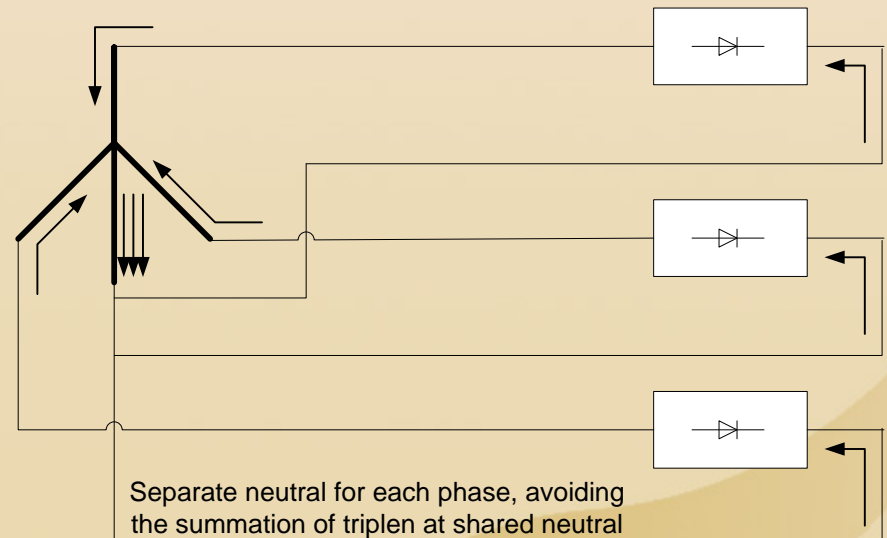 Separate neutral for each phase, avoiding
the summation of triplen at shared neutral